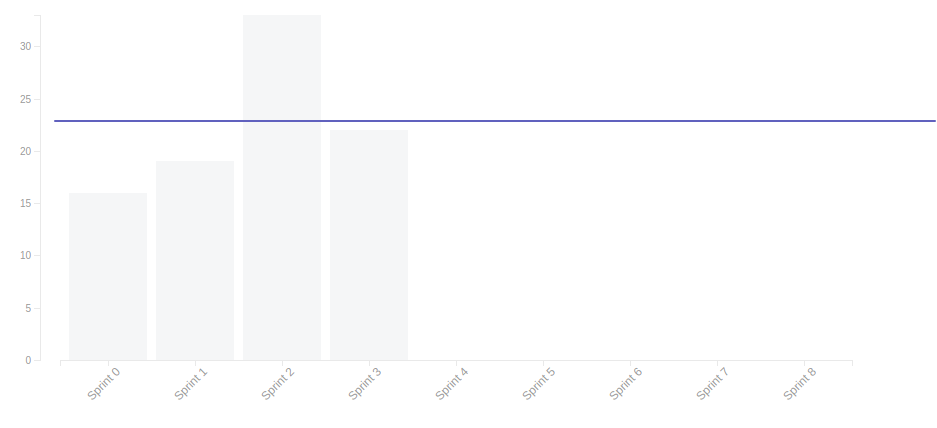 30
25
20
15
10
5
0
Sprint 0
Sprint 1
Sprint 2
Sprint 3
Sprint 4
Sprint 5
Sprint 6
Sprint 7
Sprint 8